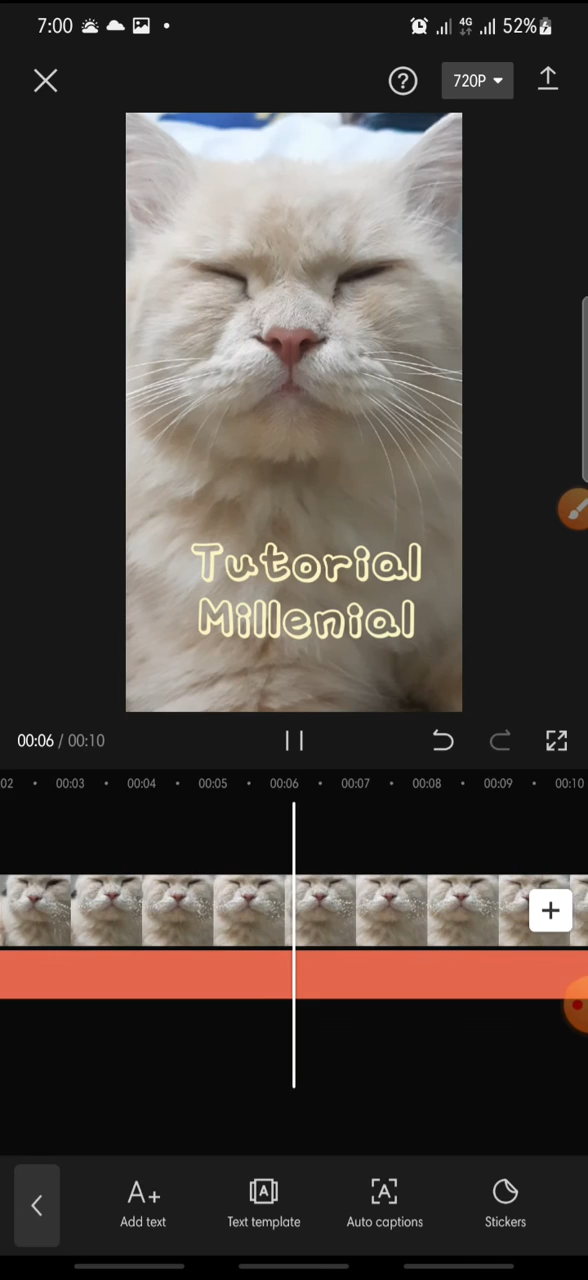 7:00
4G
52%
720P
Tutorial
Millenial
00:06 / 00:10
02 00:03 00:04 00:05 00:06 00:07 00:08 00:09 00:10
Add text
Text template
Auto captions
Stickers